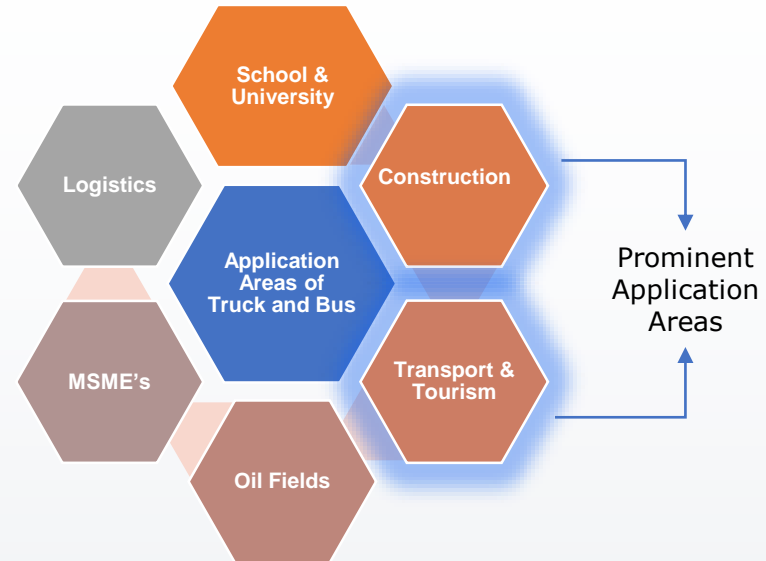 School &
University
Logistics
Construction
Application
Areas of
Truck and Bus
Prominent
Application
Areas
MSME's
Transport &
Tourism
Oil Fields